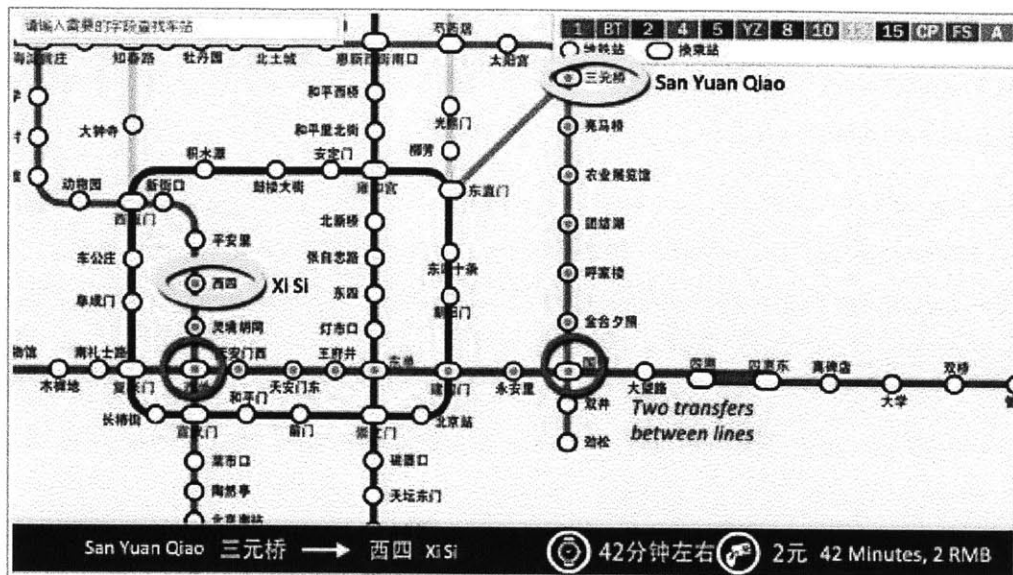 请输入需要的字段查找车站
1 BT 2 4 5 YZ 8 10 15 CP FS A
换乘站
San Yuan Qiao
三元桥
太阳宫
惠新西街南口
知春路
牡丹园
北土城
和平西桥
光熙门
亮马桥
大钟寺
和平里北街
柳芳
积水潭
安定门
农业展览馆
动物园
新街口
鼓楼大街
雍和宫
东直门
西直门
北新桥
团结湖
平安里
车公庄
张自忠路
东四十条
呼家楼
西四
Xi Si
东四
阜成门
朝阳门
灵境胡同
灯市口
金台夕照
南礼士路
天安门西
王府井
东单
木樨地
复兴门
西单
天安门东
建国门
永安里
国贸
大望路
四惠
四惠东
高碑店
双桥
大学
长椿街
和平门
北京站
双井
Two transfers
between lines
宣武门
前门
崇文门
劲松
菜市口
磁器口
陶然亭
天坛东门
北京南站
San Yuan Qiao 三元桥 → 西四 Xi Si 42分钟左右 2元 42 Minutes, 2 RMB